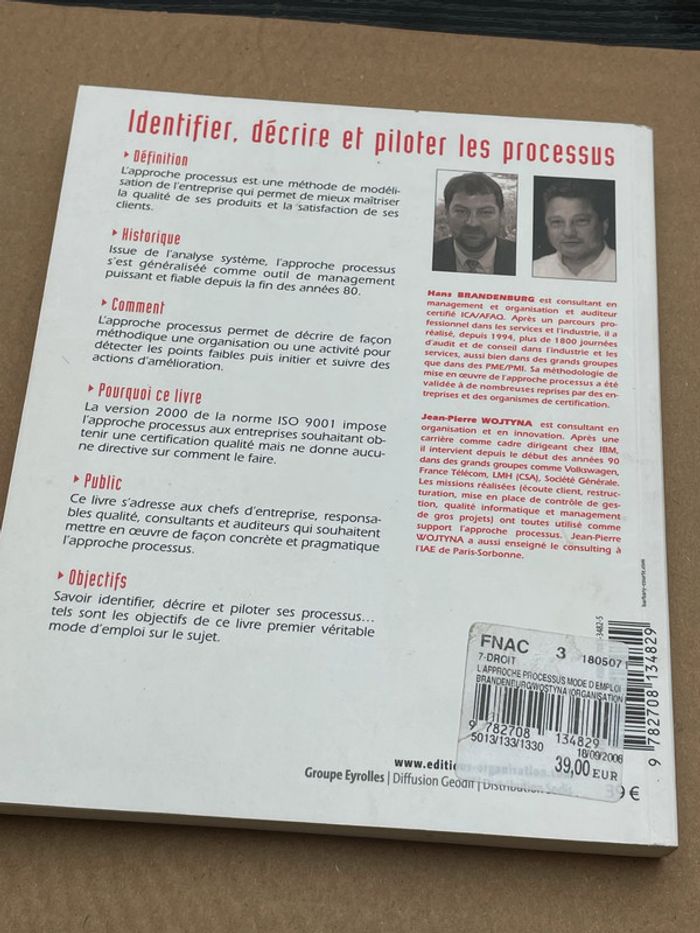 Identifier, décrire et piloter les processus
Définition
L'approche processus est une méthode de modéli-
sation de l'entreprise qui permet de mieux maîtriser
la qualité de ses produits et la satisfaction de ses
clients.
Historique
Issue de l'analyse système, l'approche processus
s'est généraliséé comme outil de management
puissant et fiable depuis la fin des années 80.
Comment
L'approche processus permet de décrire de façon
méthodique une organisation ou une activité pour
détecter les points faibles puis initier et suivre des
actions d'amélioration.
Pourquoi ce livre
La version 2000 de la norme ISO 9001 impose
l'approche processus aux entreprises souhaitant ob-
tenir une certification qualité mais ne donne aucu-
ne directive sur comment le faire.
Public
Ce livre s'adresse aux chefs d'entreprise, responsa-
bles qualité, consultants et auditeurs qui souhaitent
mettre en œuvre de façon concrète et pragmatique
l'approche processus.
Objectifs
Savoir identifier, décrire et piloter ses processus...
tels sont les objectifs de ce livre premier véritable
mode d'emploi sur le sujet.
Hans BRANDENBURG est consultant en
management et organisation et auditeur
certifié ICA/AFAQ. Après un parcours pro-
fessionnel dans les services et l'industrie, il a
réalisé, depuis 1994, plus de 1800 journées
d'audit et de conseil dans l'industrie et les
services, aussi bien dans des grands groupes
que dans des PME/PMI. Sa méthodologie de
mise en œuvre de l'approche processus a été
validée à de nombreuses reprises par des en-
treprises et des organismes de certification.
Jean-Pierre WOJTYNA est consultant en
organisation et en innovation. Après une
carrière comme cadre dirigeant chez IBM,
il intervient depuis le début des années 90
dans des grands groupes comme Volkswagen,
France Télécom, LMH (CSA), Société Générale.
Les missions réalisées (écoute client, restruc-
turation, mise en place de contrôle de ges-
tion, qualité informatique et management
de gros projets) ont toutes utilisé comme
support l'approche processus. Jean-Pierre
WOJTYNA a aussi enseigné le consulting à
l'IAE de Paris-Sorbonne.
barbary-courte.com
-3482-5
9 782708 134829
FNAC 3 180507
7-DROIT
L APPROCHE PROCESSUS MODE D EMPLOI
BRANDENBURG/WOSTYNA/ORGANISATION
9 782708 134829
5013/133/1330 18/09/2006
39,00 EUR
www.editions-organisation.com
Groupe Eyrolles | Diffusion Geodif | Distribution Sodis
39 €